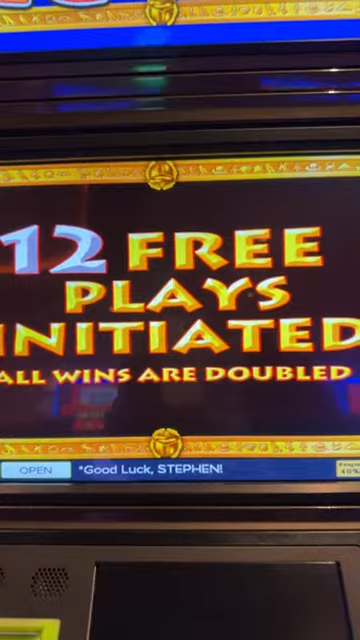 12 FREE
PLAYS
INITIATED
ALL WINS ARE DOUBLED
OPEN
*Good Luck, STEPHEN!